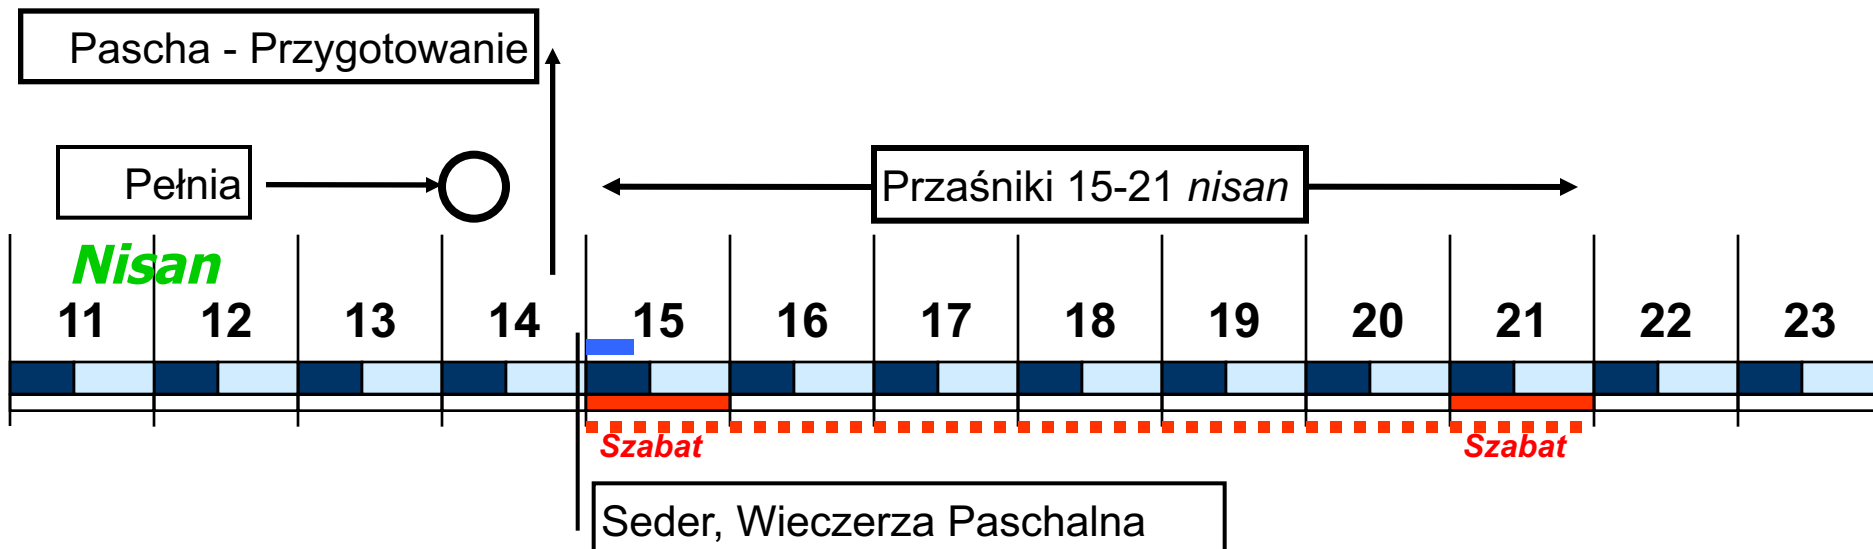 Pascha - Przygotowanie
Pełnia
Przaśniki 15-21 nisan
Nisan
11 12 13 14 15 16 17 18 19 20 21 22 23
Szabat Szabat
Seder, Wieczerza Paschalna